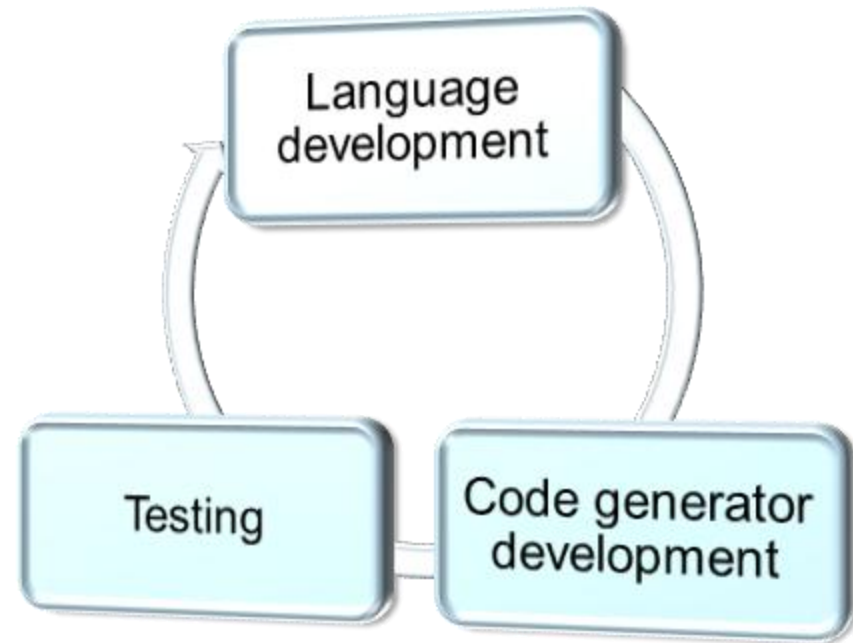 Language
development
Testing
Code generator
development